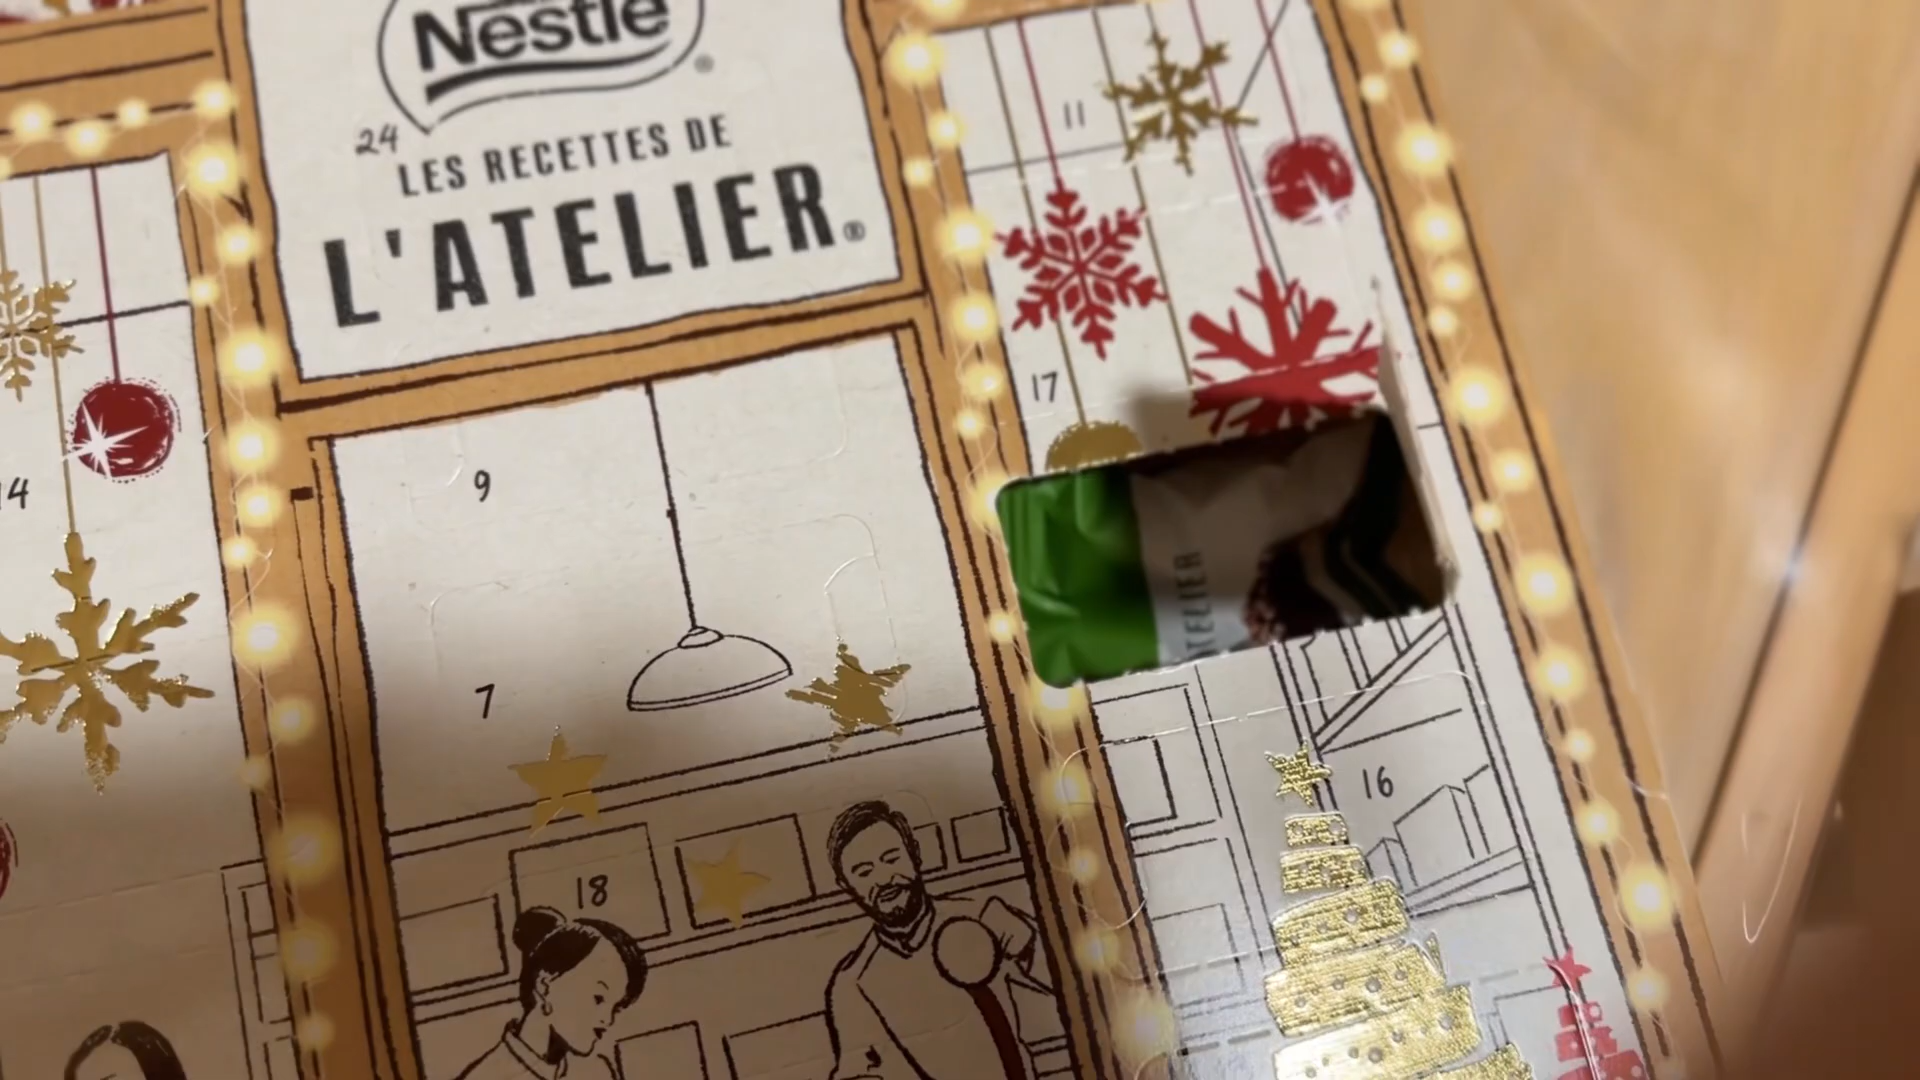 Nestlé
®
24
LES RECETTES DE
L'ATELIER®
11
17
14
9
ATELIER
7
16
18